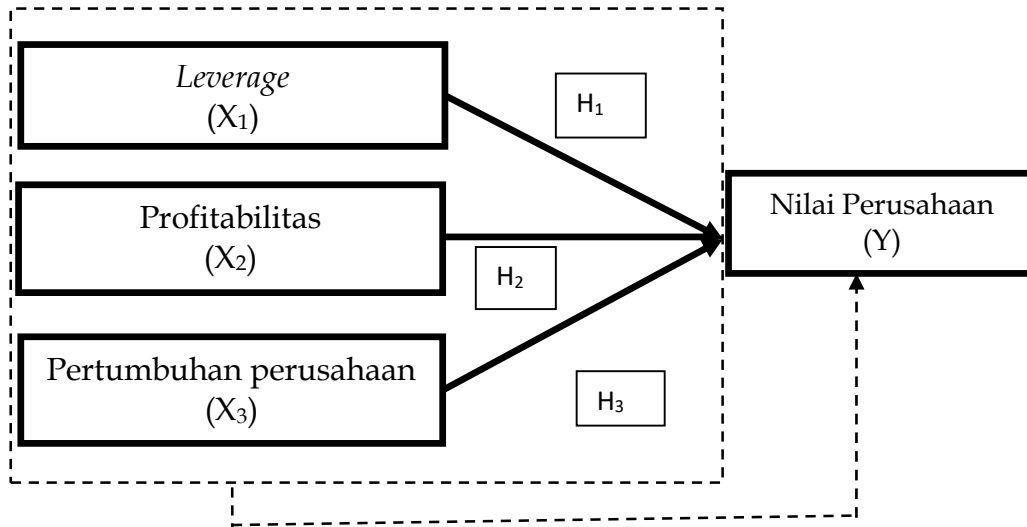 Leverage
(X₁)
H₁
Profitabilitas
(X₂)
H₂
Nilai Perusahaan
(Y)
Pertumbuhan perusahaan
(X₃)
H₃